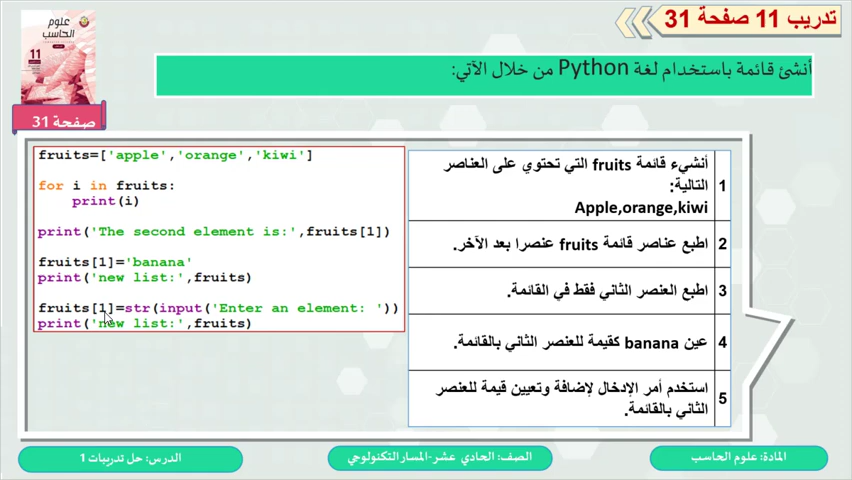 تدريب 11 صفحة 31
علوم
الحاسب
11
صفحة 31
أنشئ قائمة باستخدام لغة Python من خلال الآتي:
1 أنشيء قائمة fruits التي تحتوي على العناصر
التالية:
Apple,orange,kiwi
2 اطبع عناصر قائمة fruits عنصرا بعد الآخر.
3 اطبع العنصر الثاني فقط في القائمة.
4 عين banana كقيمة للعنصر الثاني بالقائمة.
5 استخدم أمر الإدخال لإضافة وتعيين قيمة للعنصر
الثاني بالقائمة.
fruits=['apple','orange','kiwi']
for i in fruits:
print(i)
print('The second element is:',fruits[1])
fruits[1]='banana'
print('new list:',fruits)
fruits[1]=str(input('Enter an element: '))
print('new list:',fruits)
المادة: علوم الحاسب
الصف: الحادي عشر-المسار التكنولوجي
الدرس: حل تدريبات 1